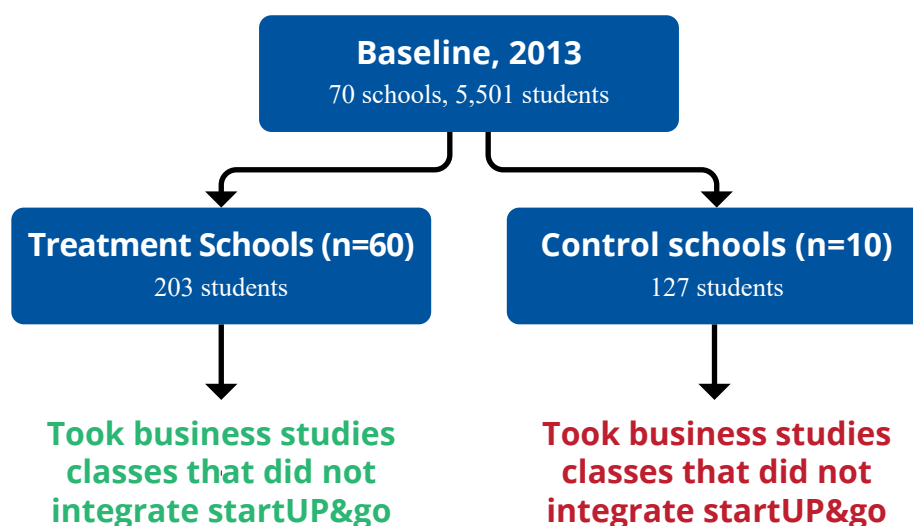 Baseline, 2013
70 schools, 5,501 students
Treatment Schools (n=60)
203 students
Control schools (n=10)
127 students
Took business studies
classes that did not
integrate startUP&go
Took business studies
classes that did not
integrate startUP&go